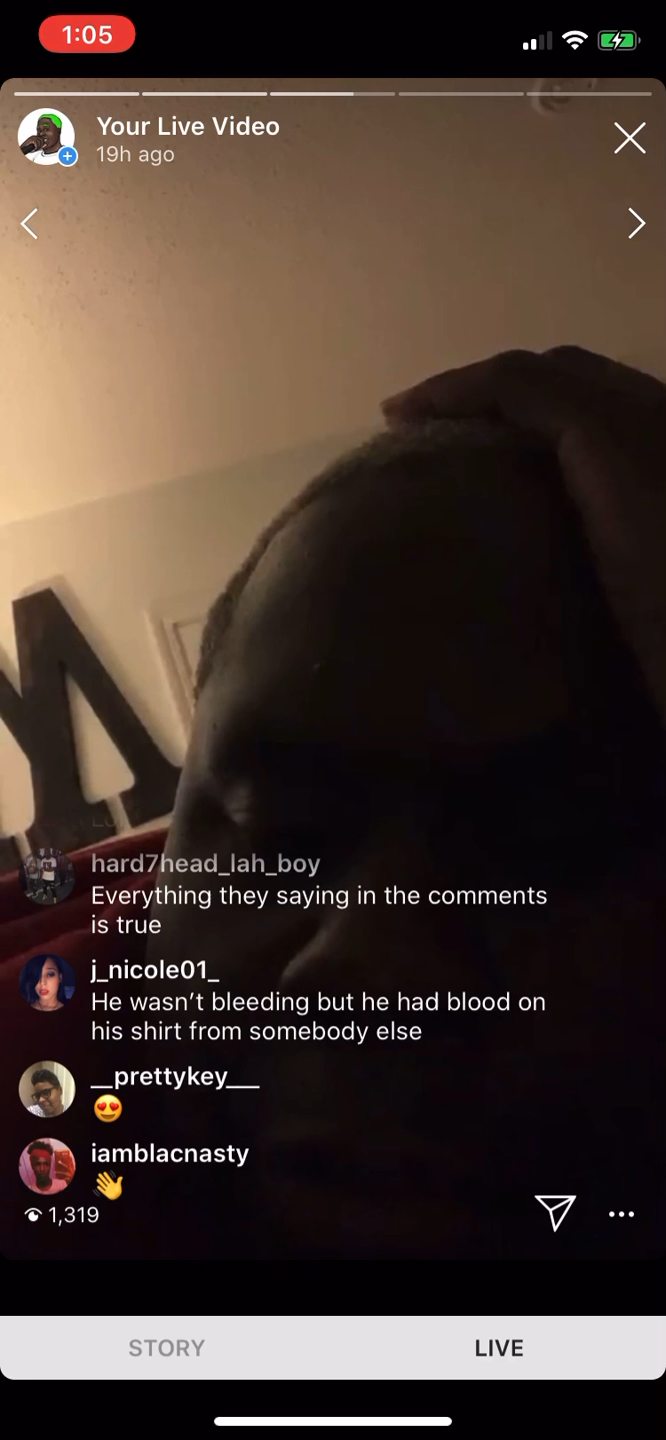 1:05
Your Live Video
19h ago
hard7head_lah_boy
Everything they saying in the comments
is true
j_nicole01_
He wasn't bleeding but he had blood on
his shirt from somebody else
__prettykey___
😍
iamblacnasty
👋
1,319
STORY
LIVE